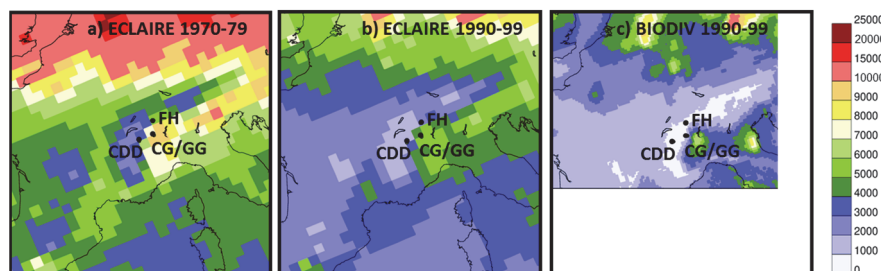 a) ECLAIRE 1970-79
FH
CDD
CG/GG
b) ECLAIRE 1990-99
FH
CDD
CG/GG
c) BIODIV 1990-99
FH
CDD
CG/GG
25000
20000
15000
10000
9000
8000
7000
6000
5000
4000
3000
2000
1000
0